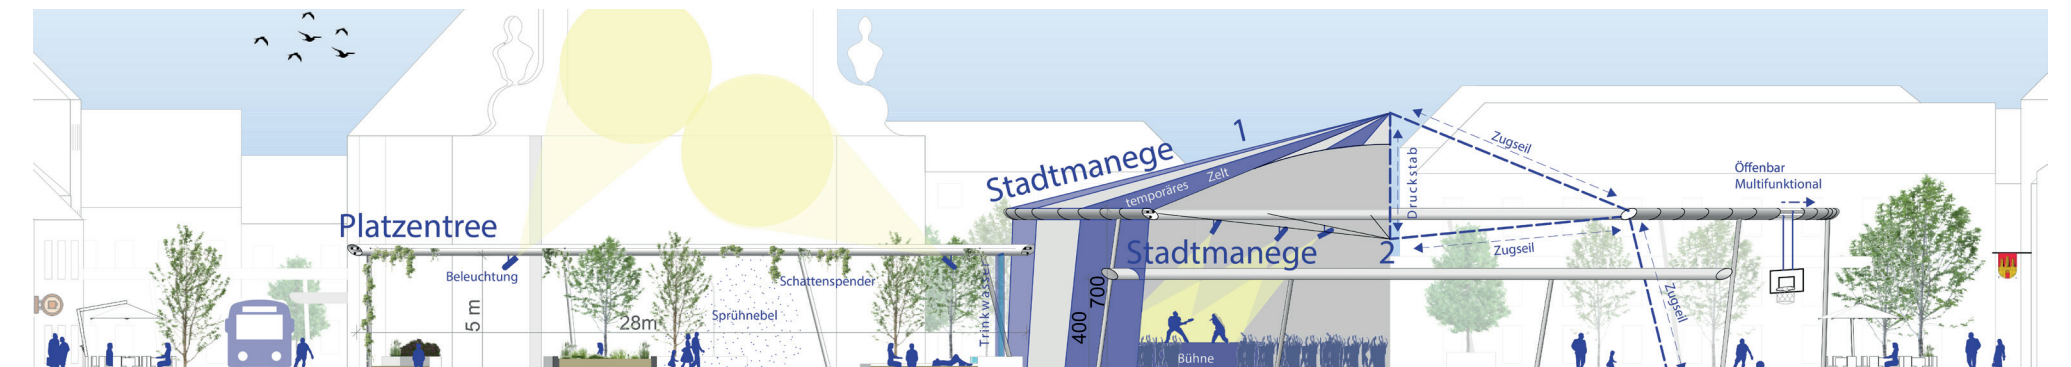 Platzentree
Beleuchtung
5 m
28m
Sprühnebel
Schattenspender
Trinkwasser
Stadtmanege 1
temporäres Zelt
Stadtmanege 2
700
400
Bühne
Druckstab
Zugseil
Zugseil
Zugseil
Öffenbar
Multifunktional